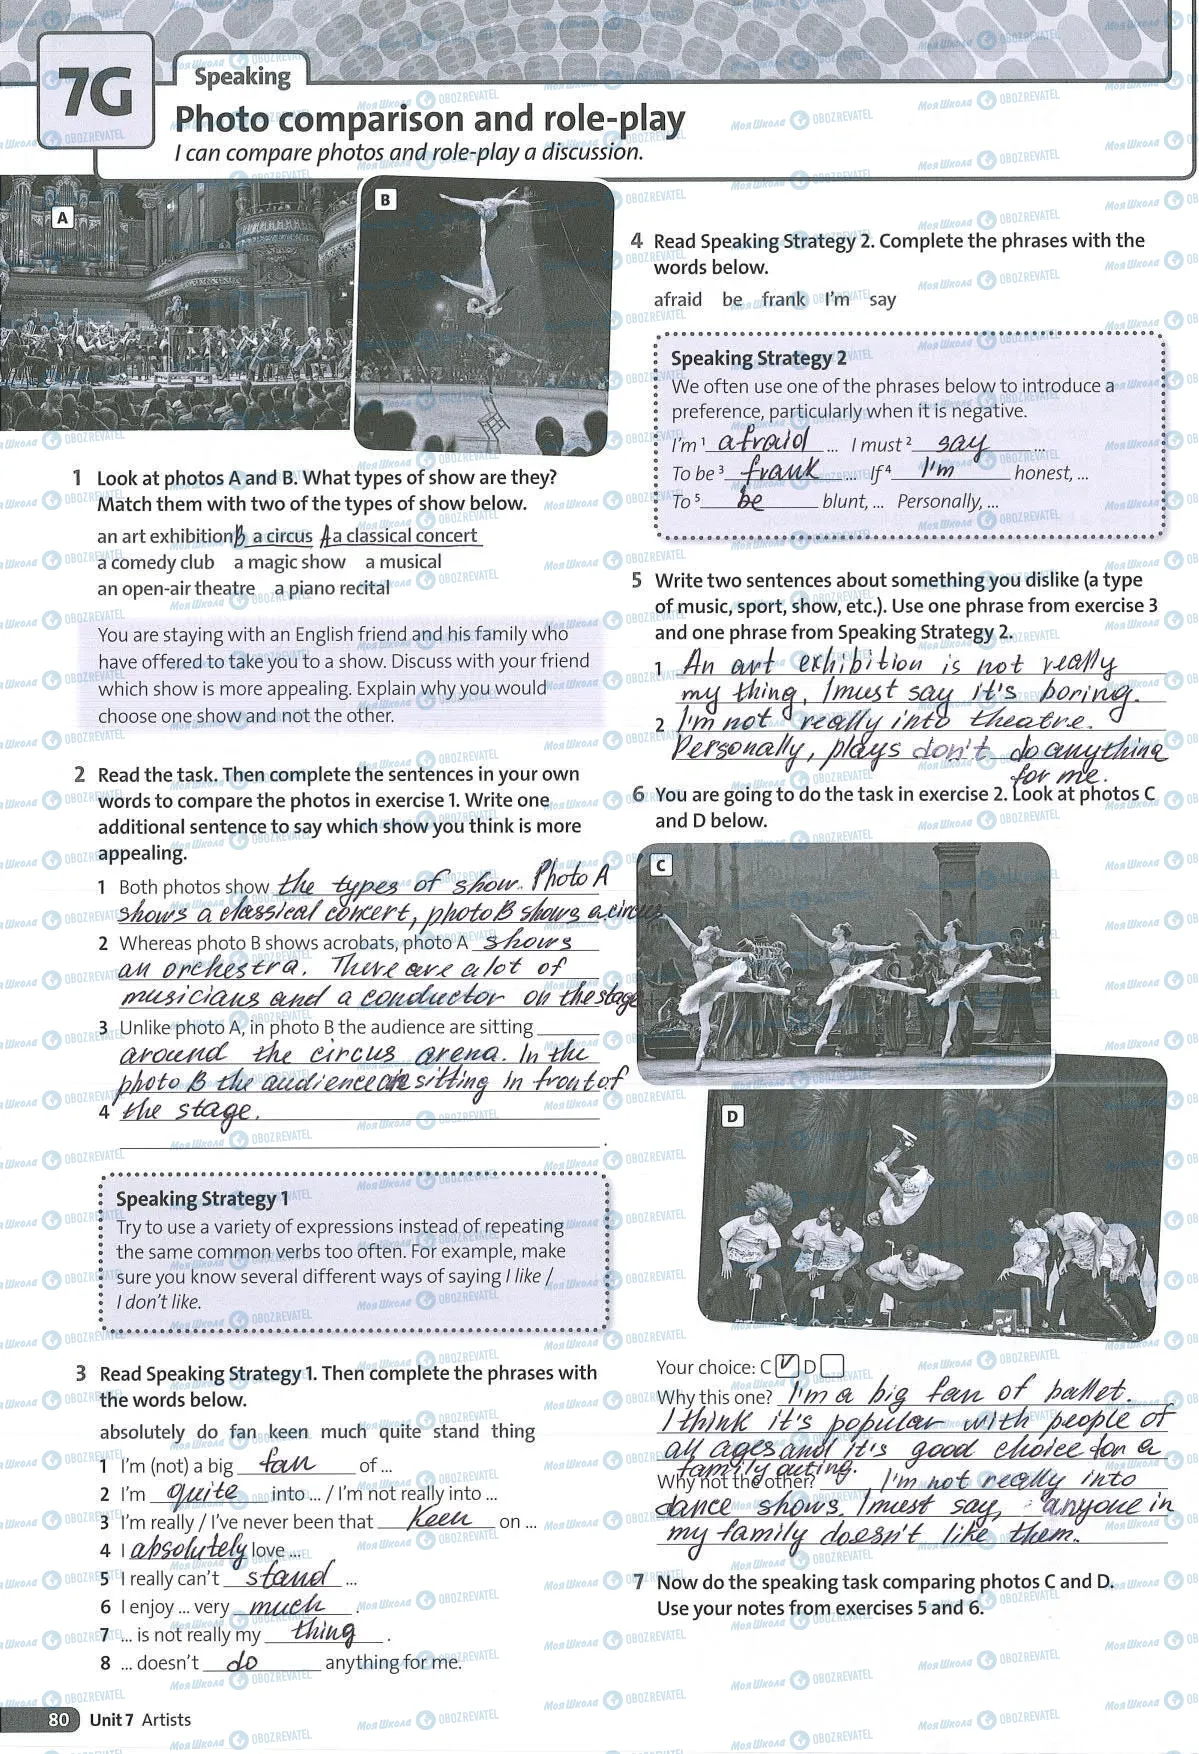 7G
Speaking
Photo comparison and role-play
I can compare photos and role-play a discussion.
A
B
1 Look at photos A and B. What types of show are they?
Match them with two of the types of show below.
an art exhibition B a circus A a classical concert
a comedy club a magic show a musical
an open-air theatre a piano recital
You are staying with an English friend and his family who
have offered to take you to a show. Discuss with your friend
which show is more appealing. Explain why you would
choose one show and not the other.
2 Read the task. Then complete the sentences in your own
words to compare the photos in exercise 1. Write one
additional sentence to say which show you think is more
appealing.
1 Both photos show the types of show. Photo A
shows a classical concert, photo B shows a circus
2 Whereas photo B shows acrobats, photo A shows
an orchestra. There are a lot of
musicians and a conductor on the stage
3 Unlike photo A, in photo B the audience are sitting
around the circus arena. In the
photo B the audience are sitting in front of
4 the stage.
Speaking Strategy 1
Try to use a variety of expressions instead of repeating
the same common verbs too often. For example, make
sure you know several different ways of saying I like /
I don't like.
3 Read Speaking Strategy 1. Then complete the phrases with
the words below.
absolutely do fan keen much quite stand thing
1 I'm (not) a big fan of ...
2 I'm quite into ... / I'm not really into ...
3 I'm really / I've never been that keen on ...
4 I absolutely love ...
5 I really can't stand ...
6 I enjoy ... very much.
7 ... is not really my thing.
8 ... doesn't do anything for me.
80 Unit 7 Artists
4 Read Speaking Strategy 2. Complete the phrases with the
words below.
afraid be frank I'm say
Speaking Strategy 2
We often use one of the phrases below to introduce a
preference, particularly when it is negative.
I'm 1 afraid ... I must 2 say ...
To be 3 frank ... If 4 I'm honest, ...
To 5 be blunt, ... Personally, ...
5 Write two sentences about something you dislike (a type
of music, sport, show, etc.). Use one phrase from exercise 3
and one phrase from Speaking Strategy 2.
1 An art exhibition is not really
my thing, I must say it's boring.
2 I'm not really into theatre.
Personally, plays don't do anything
for me.
6 You are going to do the task in exercise 2. Look at photos C
and D below.
C
D
Your choice: C V D
Why this one? I'm a big fan of ballet.
I think it's popular with people of
all ages and it's good choice for a
family outing.
Why not the other? I'm not really into
dance shows. I must say, anyone in
my family doesn't like them.
7 Now do the speaking task comparing photos C and D.
Use your notes from exercises 5 and 6.
Моя Школа OBOZREVATEL